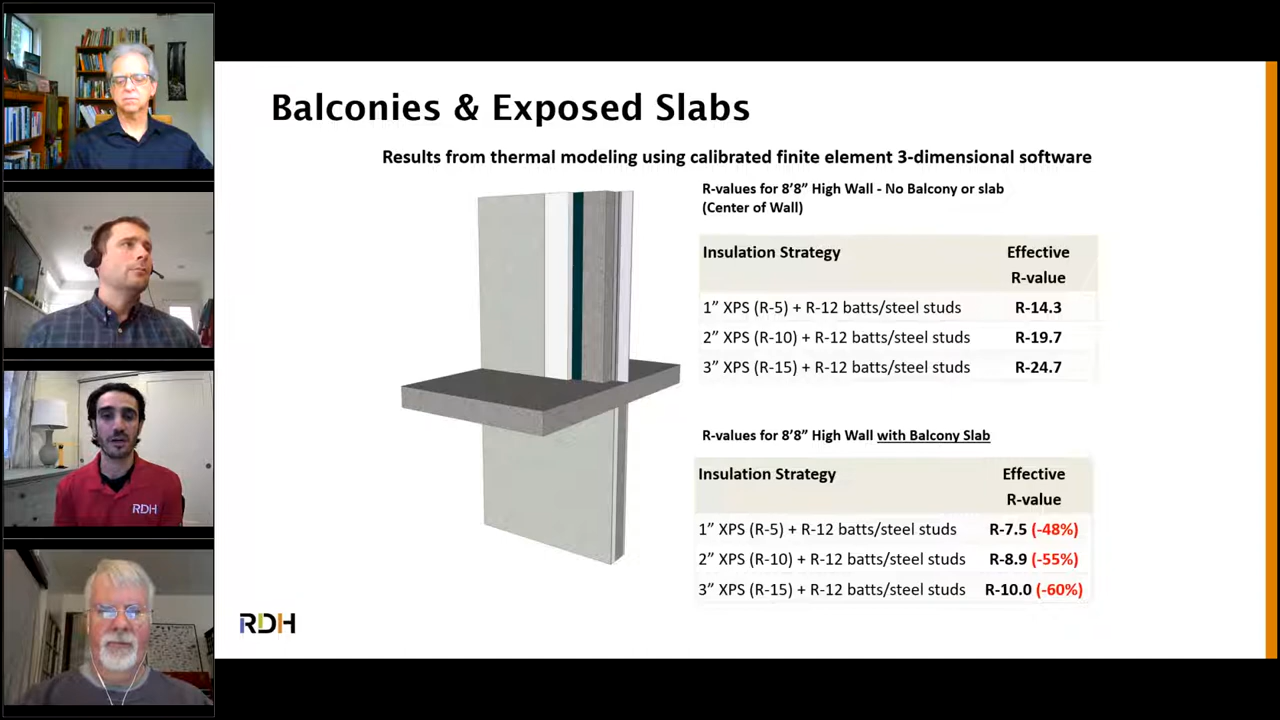 Balconies & Exposed Slabs
Results from thermal modeling using calibrated finite element 3-dimensional software
R-values for 8’8” High Wall - No Balcony or slab
(Center of Wall)
Insulation Strategy Effective
R-value
1” XPS (R-5) + R-12 batts/steel studs R-14.3
2” XPS (R-10) + R-12 batts/steel studs R-19.7
3” XPS (R-15) + R-12 batts/steel studs R-24.7
R-values for 8’8” High Wall with Balcony Slab
Insulation Strategy Effective
R-value
1” XPS (R-5) + R-12 batts/steel studs R-7.5 (-48%)
2” XPS (R-10) + R-12 batts/steel studs R-8.9 (-55%)
3” XPS (R-15) + R-12 batts/steel studs R-10.0 (-60%)
RDH
RDH